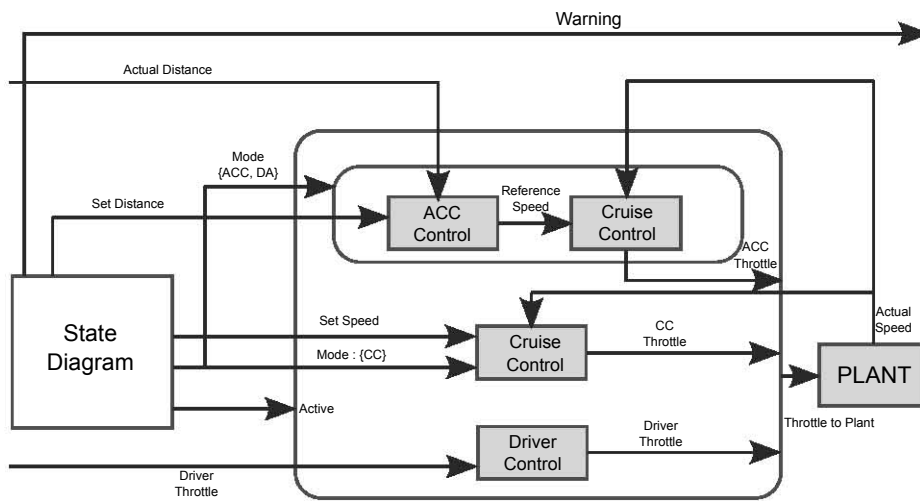 Warning
Actual Distance
Mode
{ACC, DA}
Set Distance
ACC
Control
Reference
Speed
Cruise
Control
ACC
Throttle
State
Diagram
Set Speed
Mode : {CC}
Active
Cruise
Control
CC
Throttle
Actual
Speed
PLANT
Throttle to Plant
Driver
Throttle
Driver
Control
Driver
Throttle